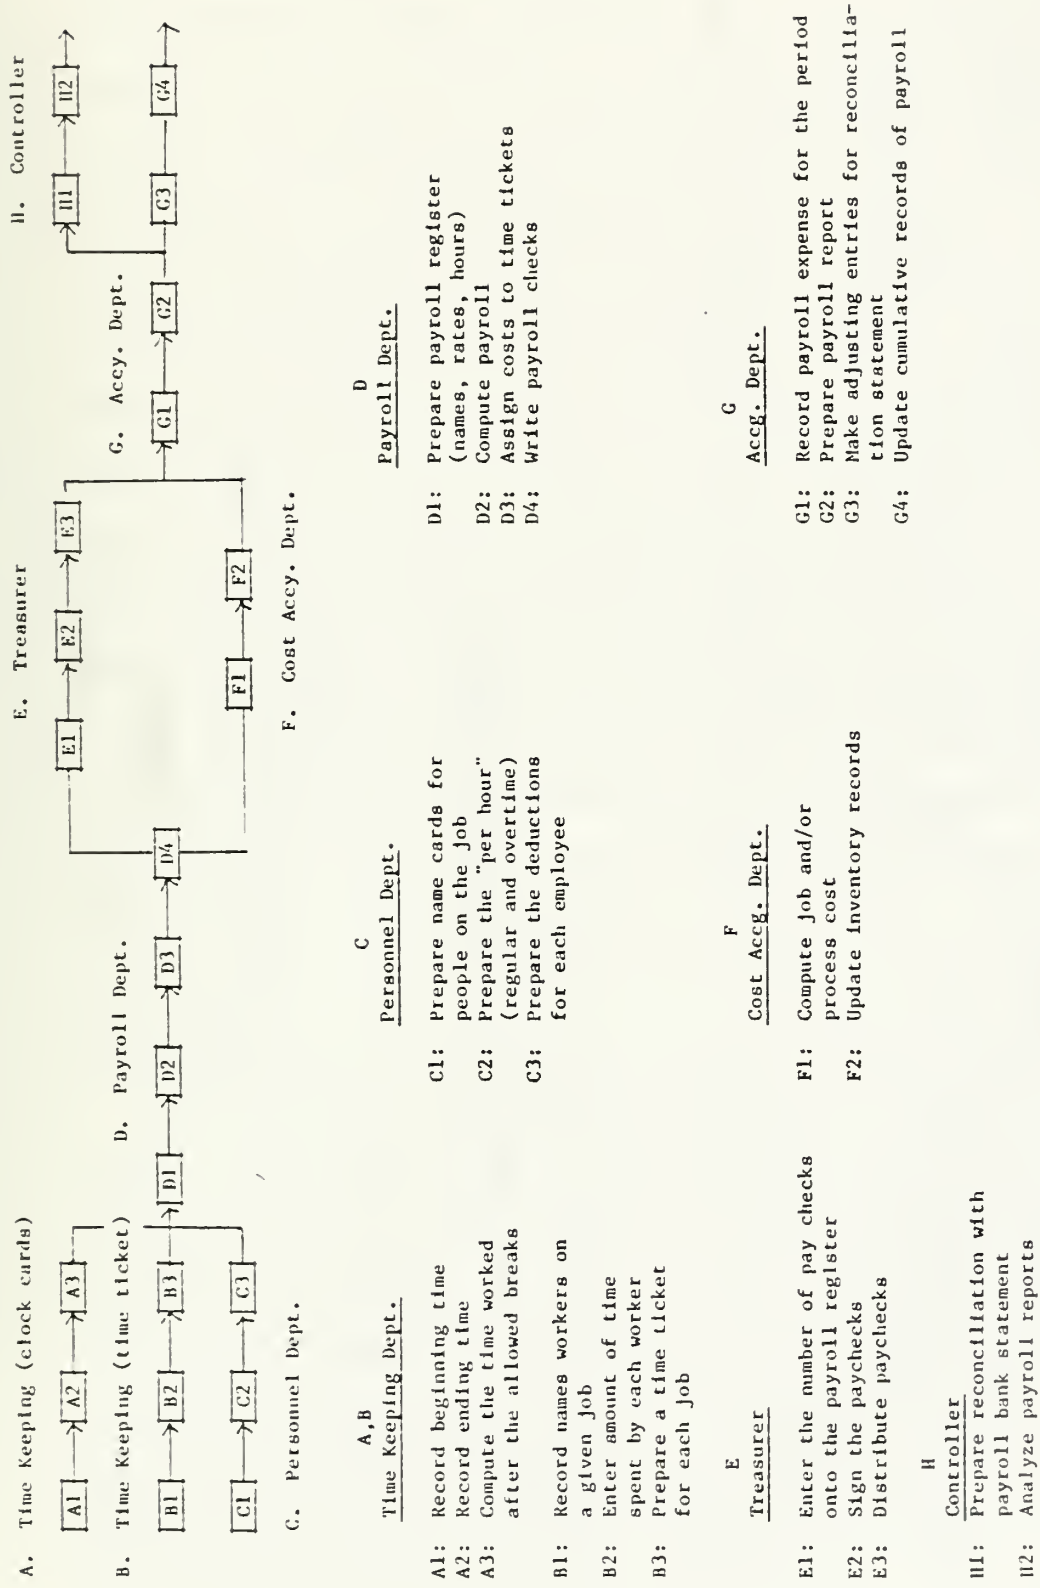 A. Time Keeping (clock cards)
A1
A2
A3
B. Time Keeping (time ticket)
B1
B2
B3
C1
C2
C3
C. Personnel Dept.
D. Payroll Dept.
D1
D2
D3
D4
E. Treasurer
E1
E2
E3
F1
F2
F. Cost Accy. Dept.
G. Accy. Dept.
G1
G2
G3
G4
H. Controller
H1
H2
A,B
Time Keeping Dept.
A1: Record beginning time
A2: Record ending time
A3: Compute the time worked
after the allowed breaks
B1: Record names workers on
a given job
B2: Enter amount of time
spent by each worker
B3: Prepare a time ticket
for each job
C
Personnel Dept.
C1: Prepare name cards for
people on the job
C2: Prepare the "per hour"
(regular and overtime)
C3: Prepare the deductions
for each employee
D
Payroll Dept.
D1: Prepare payroll register
(names, rates, hours)
D2: Compute payroll
D3: Assign costs to time tickets
D4: Write payroll checks
E
Treasurer
E1: Enter the number of pay checks
onto the payroll register
E2: Sign the paychecks
E3: Distribute paychecks
F
Cost Accg. Dept.
F1: Compute job and/or
process cost
F2: Update inventory records
G
Accg. Dept.
G1: Record payroll expense for the period
G2: Prepare payroll report
G3: Make adjusting entries for reconcilia-
tion statement
G4: Update cumulative records of payroll
H
Controller
H1: Prepare reconciliation with
payroll bank statement
H2: Analyze payroll reports